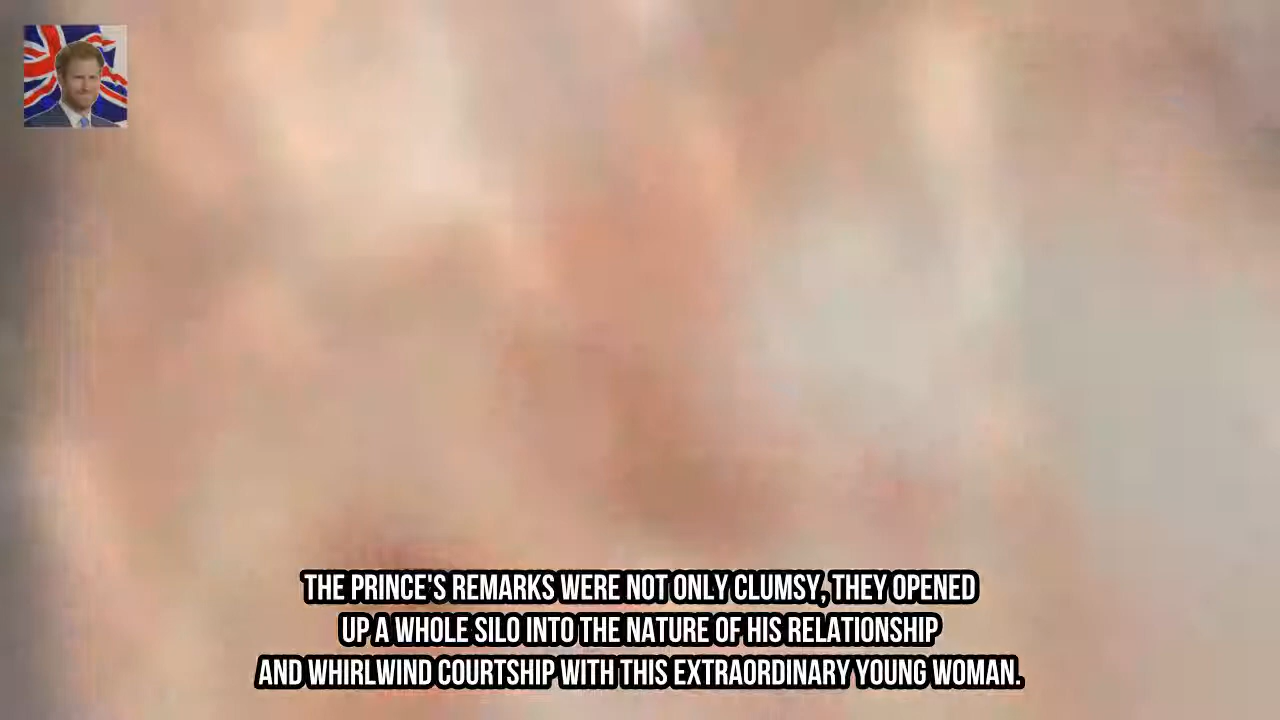 THE PRINCE'S REMARKS WERE NOT ONLY CLUMSY, THEY OPENED
UP A WHOLE SILO INTO THE NATURE OF HIS RELATIONSHIP
AND WHIRLWIND COURTSHIP WITH THIS EXTRAORDINARY YOUNG WOMAN.